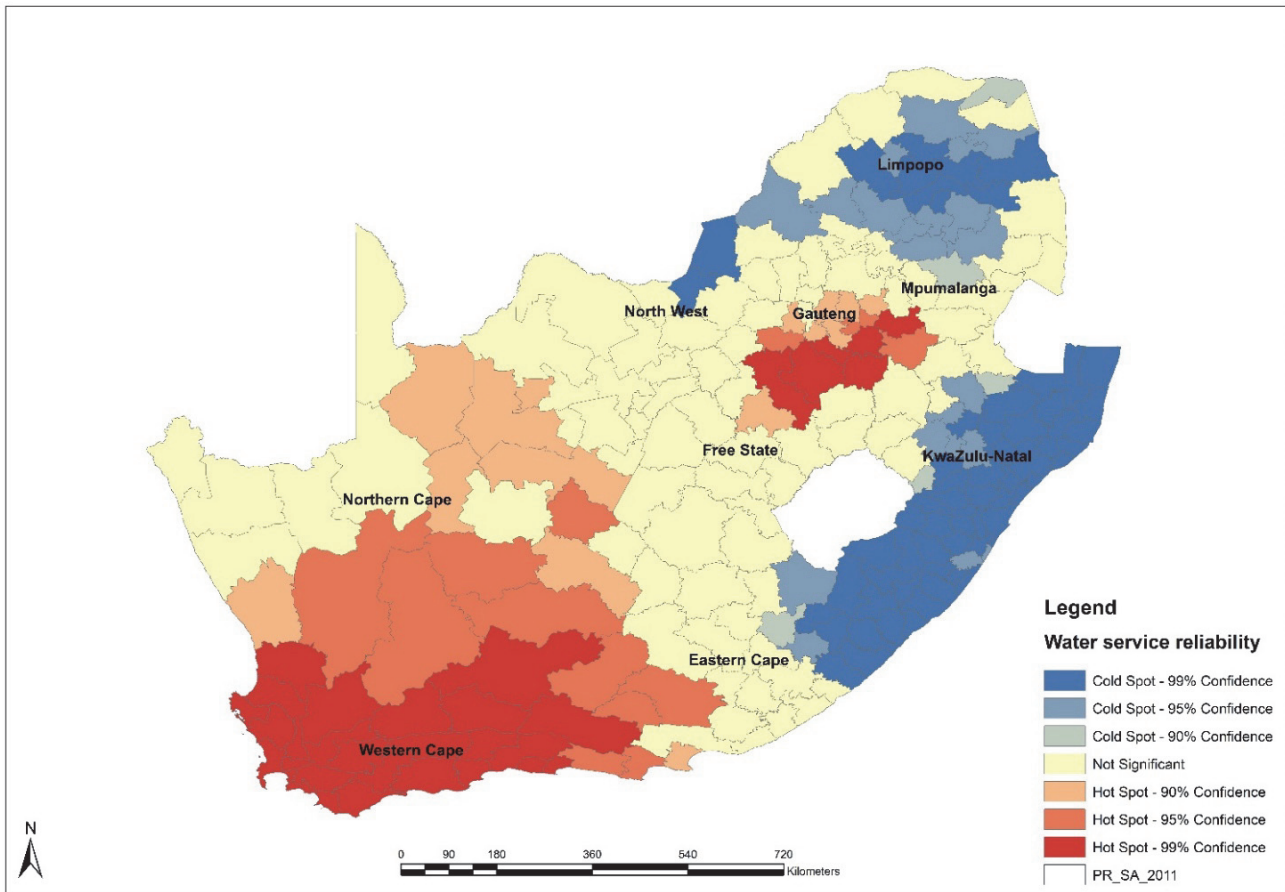 Limpopo
Mpumalanga
North West
Gauteng
Free State
KwaZulu-Natal
Northern Cape
Eastern Cape
Western Cape
Legend
Water service reliability
Cold Spot - 99% Confidence
Cold Spot - 95% Confidence
Cold Spot - 90% Confidence
Not Significant
Hot Spot - 90% Confidence
Hot Spot - 95% Confidence
Hot Spot - 99% Confidence
PR_SA_2011
N
0 90 180 360 540 720
Kilometers